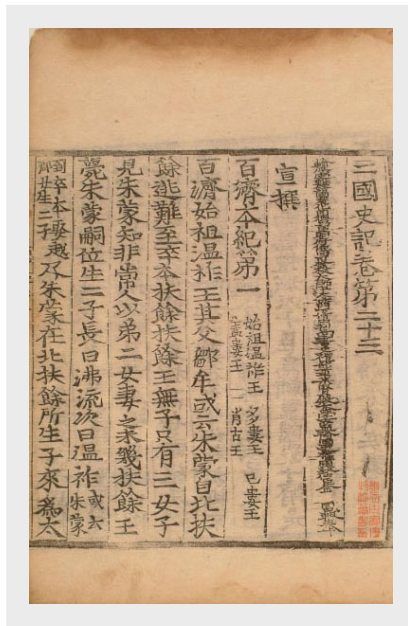 三國史記卷第二十三
宣撰
百濟本紀第一 始祖溫祚王 多婁王 己婁王
蓋婁王 肖古王
百濟始祖溫祚王其父鄒牟或云朱蒙自北扶
餘逃難至卒本扶餘扶餘王無子只有三女子
見朱蒙知非常人以第二女妻之未幾扶餘王
薨朱蒙嗣位生二子長曰沸流次曰溫祚 或云朱蒙
到卒本娶越郡女生二子 及朱蒙在北扶餘所生子來爲太